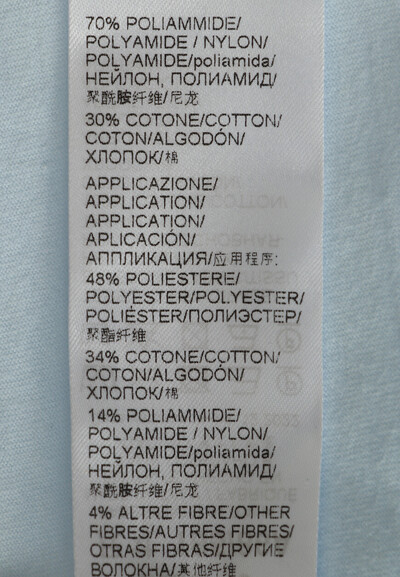 70% POLIAMMIDE/
POLYAMIDE / NYLON/
POLYAMIDE/poliamida/
НЕЙЛОН, ПОЛИАМИД/
聚酰胺纤维/尼龙
30% COTONE/COTTON/
COTON/ALGODÓN/
ХЛОПОК/棉
APPLICAZIONE/
APPLICATION/
APPLICATION/
APLICACIÓN/
АППЛИКАЦИЯ/应用程序:
48% POLIESTERE/
POLYESTER/POLYESTER/
POLIÉSTER/ПОЛИЭСТЕР/
聚酯纤维
34% COTONE/COTTON/
COTON/ALGODÓN/
ХЛОПОК/棉
14% POLIAMMIDE/
POLYAMIDE / NYLON/
POLYAMIDE/poliamida/
НЕЙЛОН, ПОЛИАМИД/
聚酰胺纤维/尼龙
4% ALTRE FIBRE/OTHER
FIBRES/AUTRES FIBRES/
OTRAS FIBRAS/ДРУГИЕ
ВОЛОКНА/其他纤维